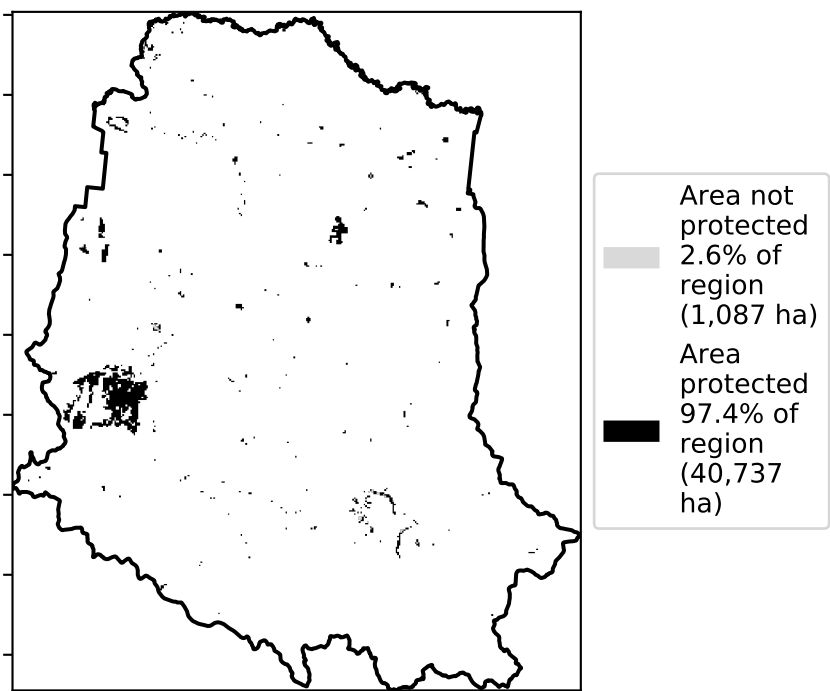 Area not
protected
2.6% of
region
(1,087 ha)
Area
protected
97.4% of
region
(40,737
ha)